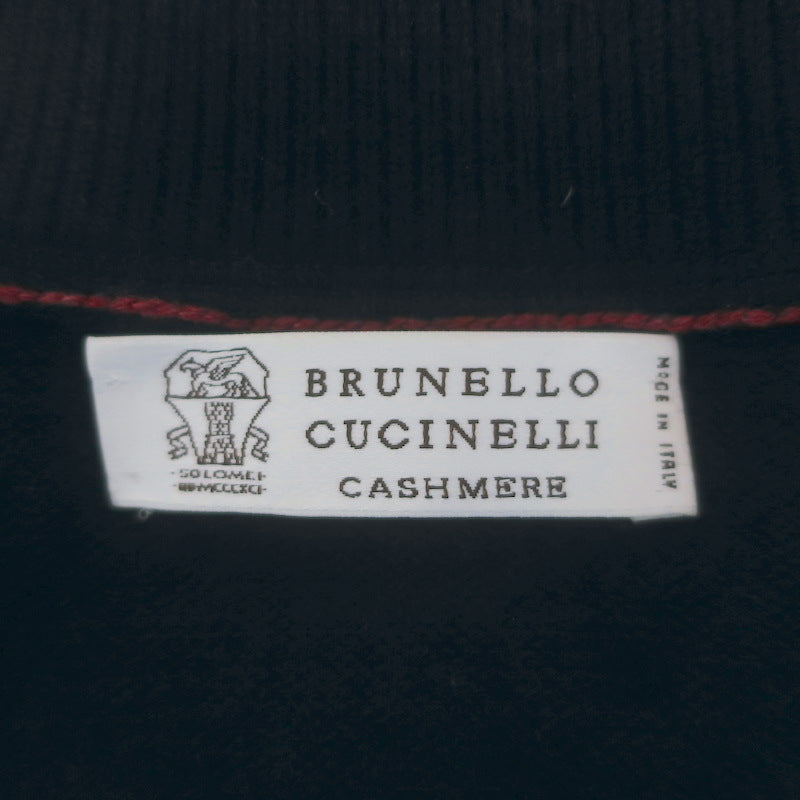 BRUNELLO
CUCINELLI
CASHMERE
·SOLOMEI·
MADE IN ITALY